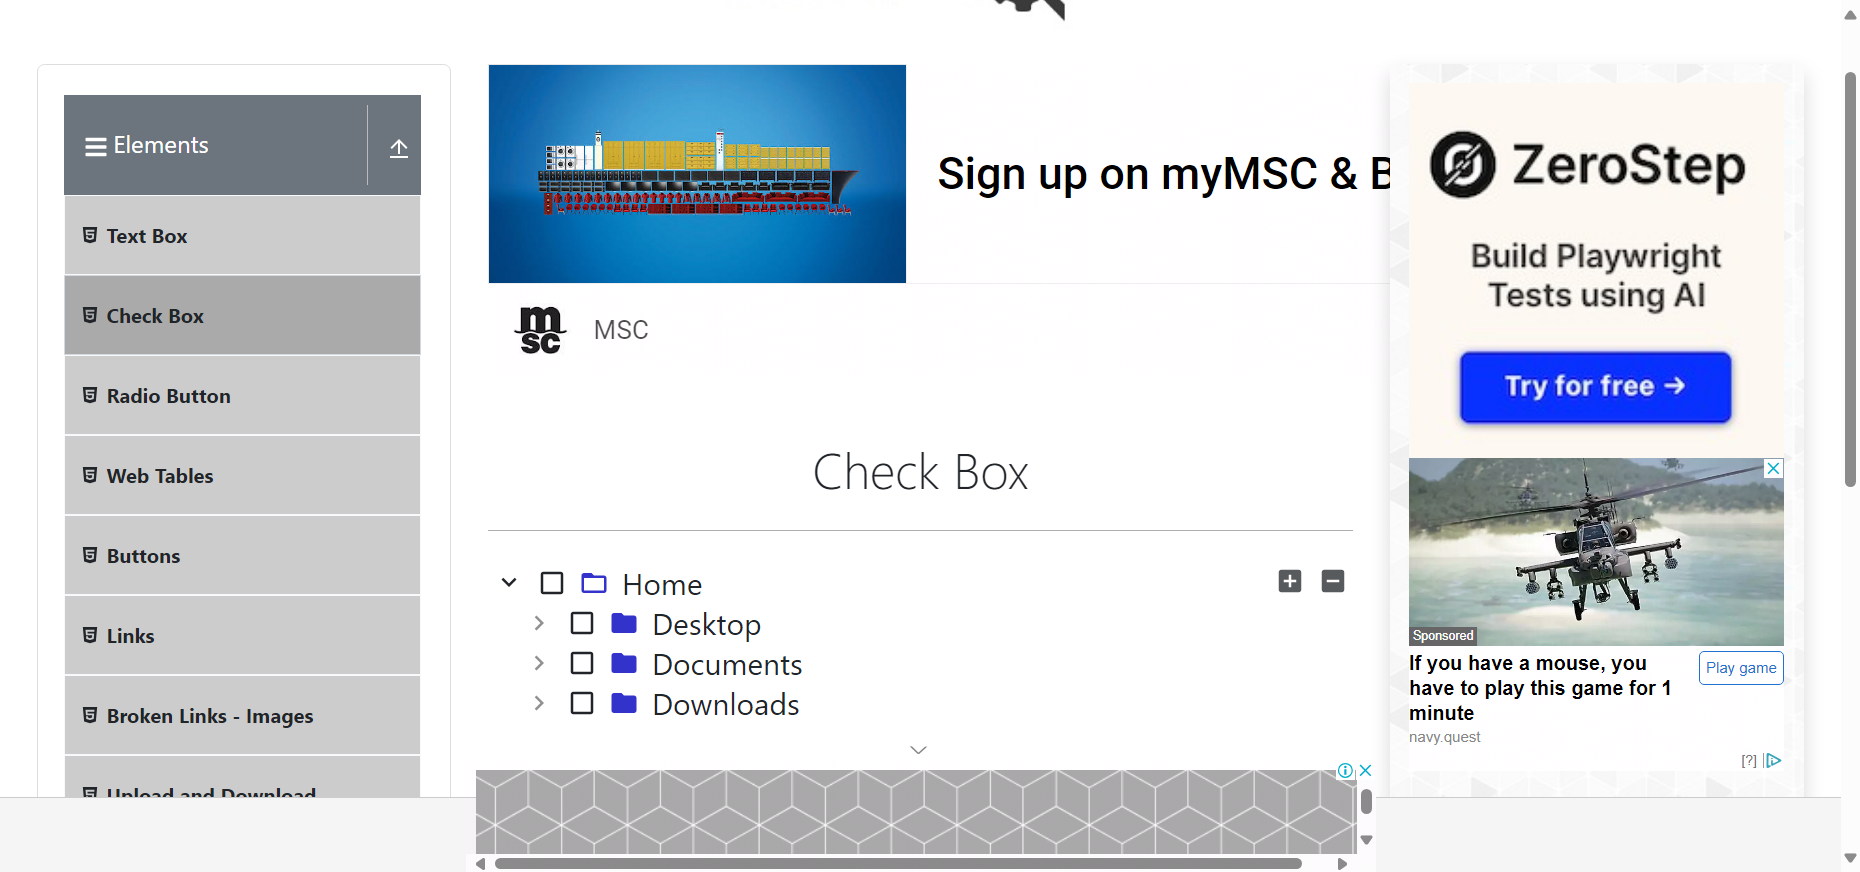 Elements
Text Box
Check Box
Radio Button
Web Tables
Buttons
Links
Broken Links - Images
Upload and Download
Sign up on myMSC & B
msc
MSC
Check Box
Home
Desktop
Documents
Downloads
ZeroStep
Build Playwright
Tests using AI
Try for free →
Sponsored
If you have a mouse, you
have to play this game for 1
minute
Play game
navy.quest
[?]